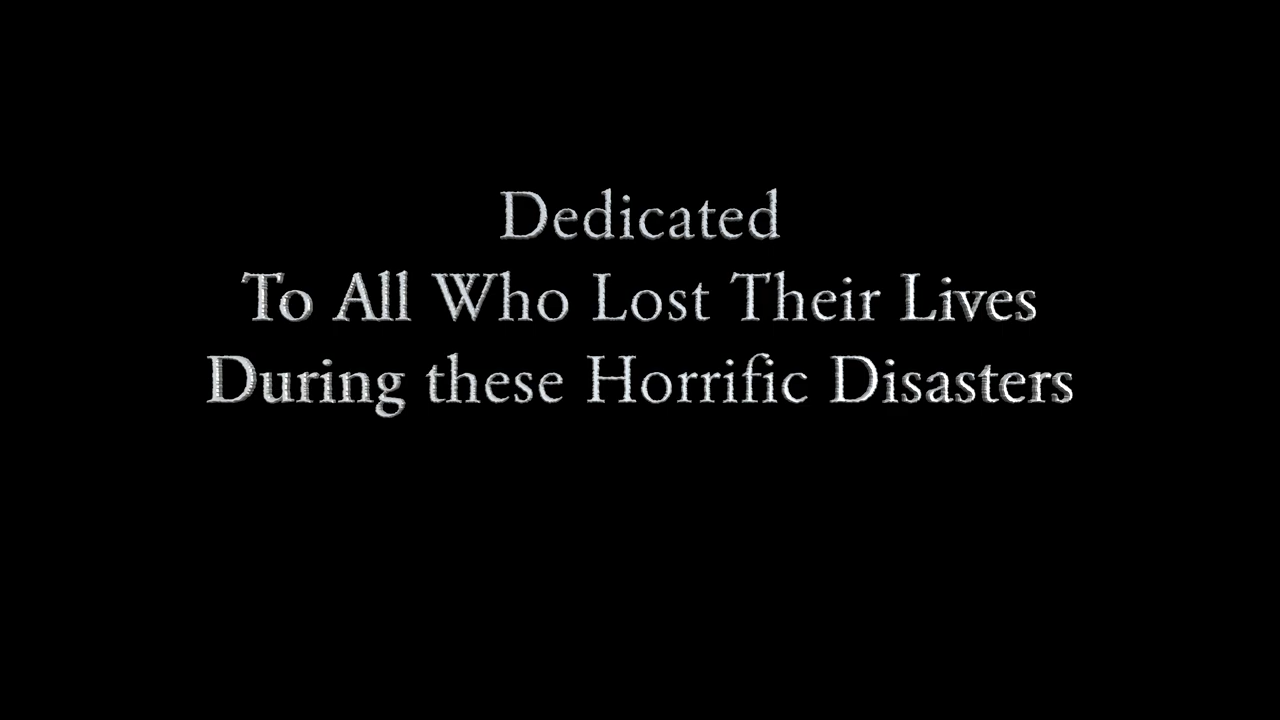 Dedicated
To All Who Lost Their Lives
During these Horrific Disasters